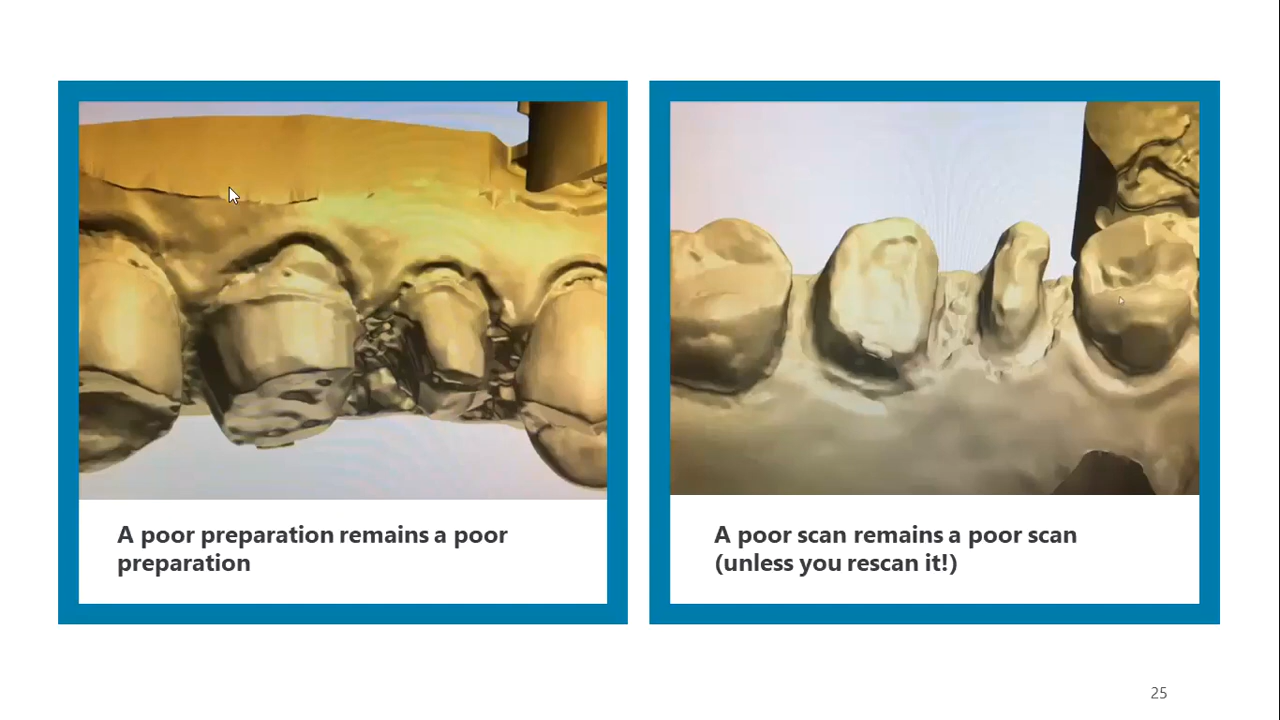 A poor preparation remains a poor
preparation
A poor scan remains a poor scan
(unless you rescan it!)
25